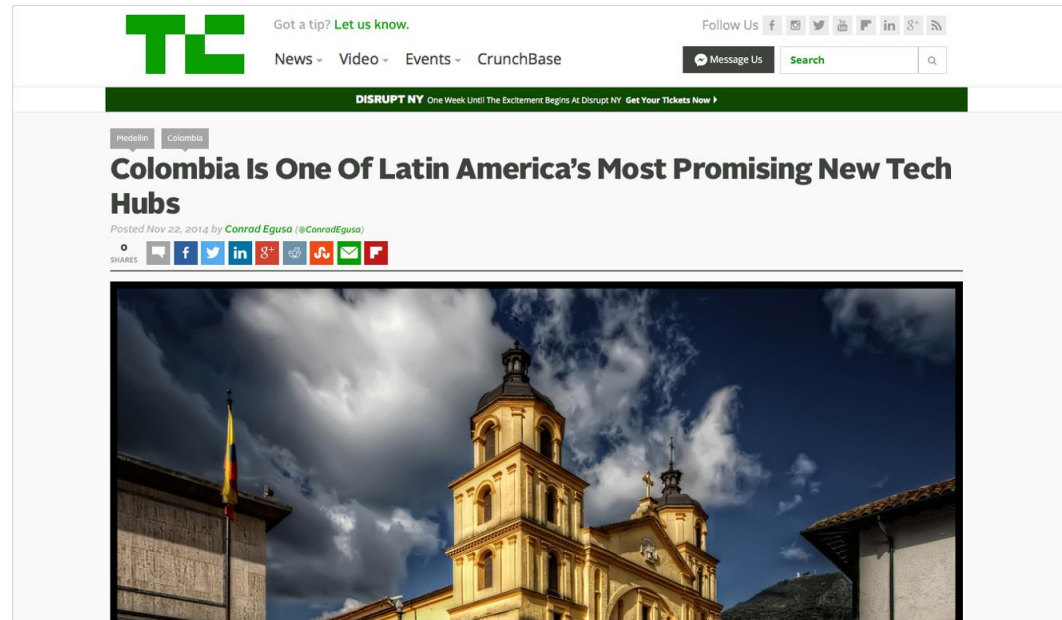 TC
Got a tip? Let us know.
Follow Us
News Video Events CrunchBase
Message Us
Search
DISRUPT NY One Week Until The Excitement Begins At Disrupt NY Get Your Tickets Now
Medellin Colombia
Colombia Is One Of Latin America's Most Promising New Tech
Hubs
Posted Nov 22, 2014 by Conrad Egusa (@ConradEgusa)
0
SHARES